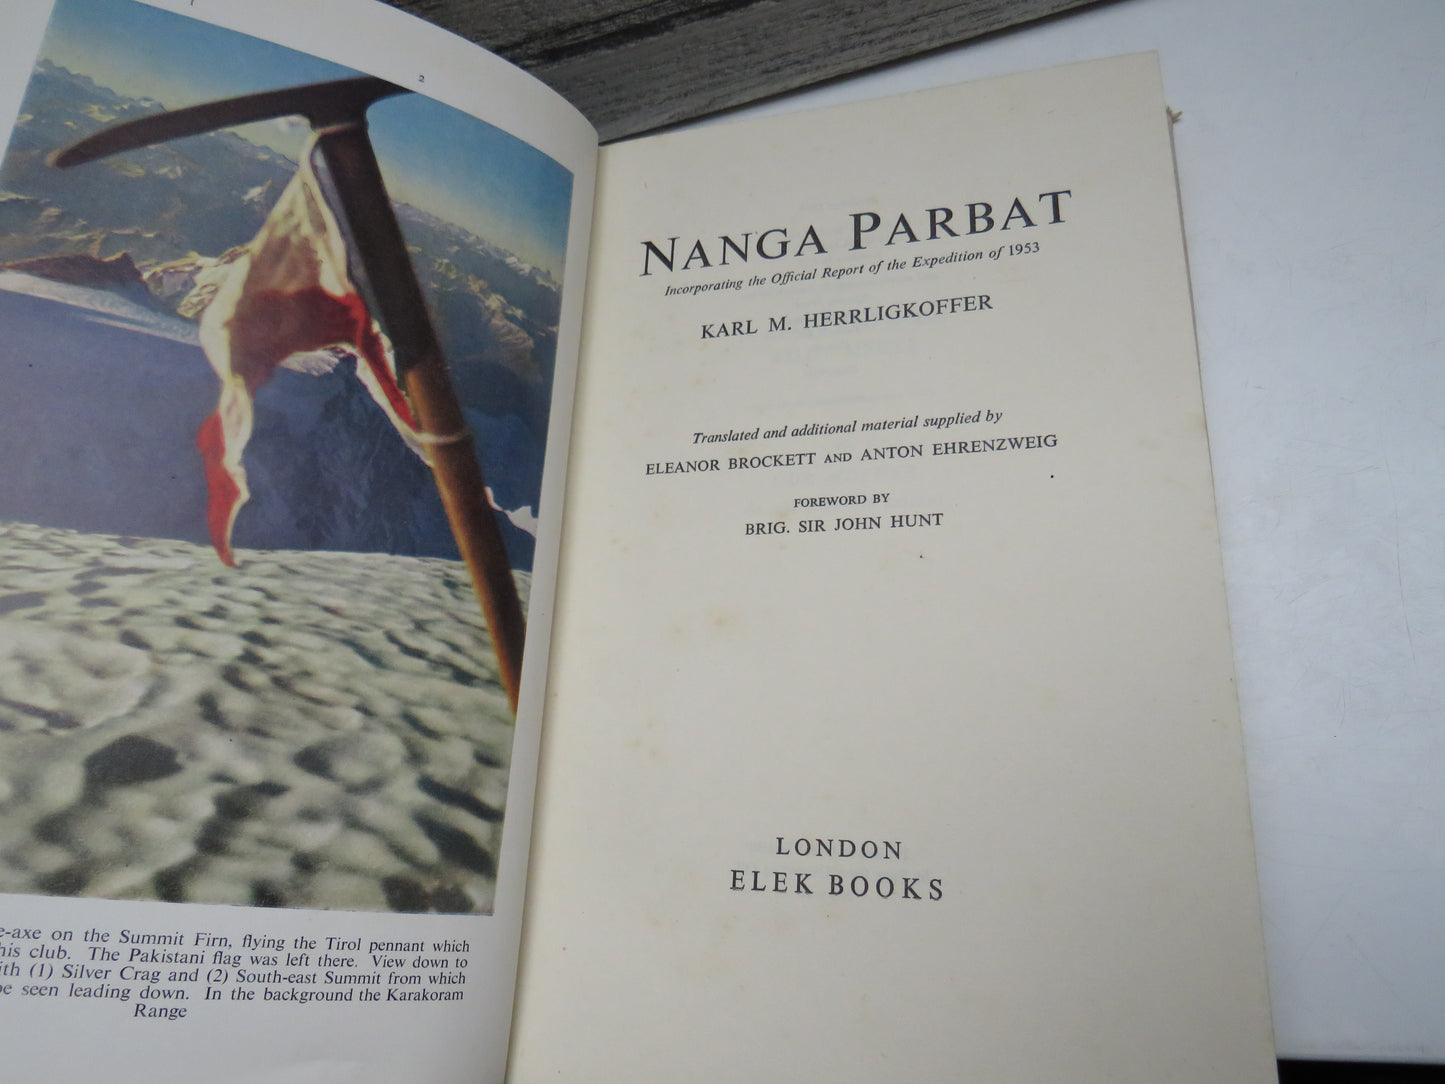 1
2
e-axe on the Summit Firn, flying the Tirol pennant which
his club. The Pakistani flag was left there. View down to
ith (1) Silver Crag and (2) South-east Summit from which
be seen leading down. In the background the Karakoram
Range
NANGA PARBAT
Incorporating the Official Report of the Expedition of 1953
KARL M. HERRLIGKOFFER
Translated and additional material supplied by
ELEANOR BROCKETT AND ANTON EHRENZWEIG
FOREWORD BY
BRIG. SIR JOHN HUNT
LONDON
ELEK BOOKS